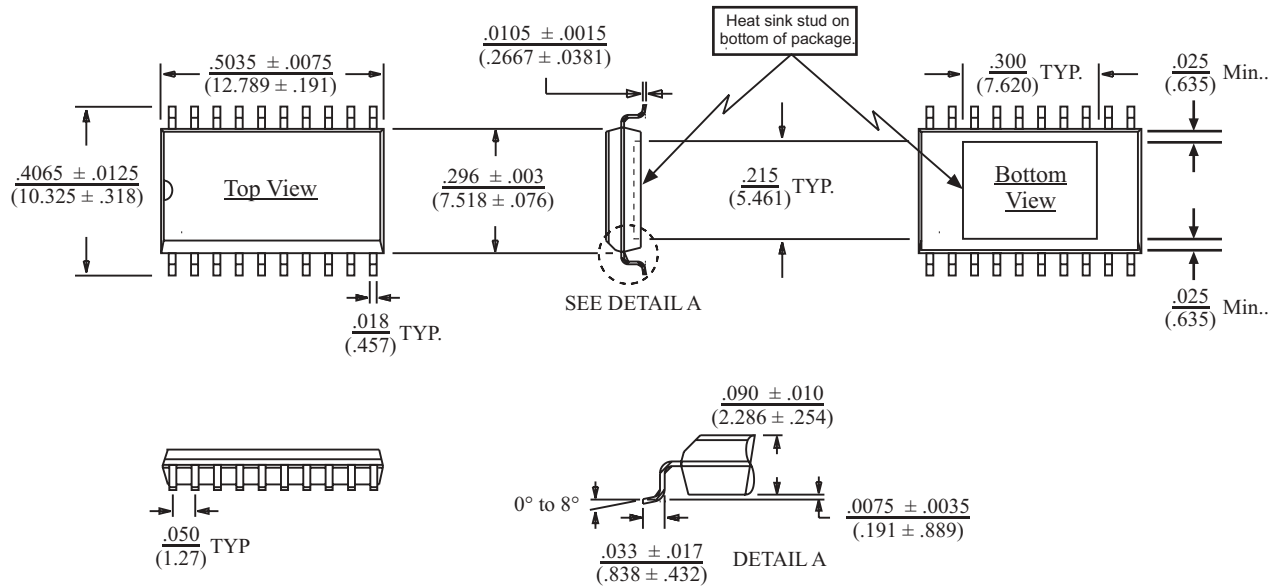 Heat sink stud on
bottom of package.
.0105 ± .0015
(.2667 ± .0381)
.5035 ± .0075
(12.789 ± .191)
.300
(7.620) TYP.
.025
(.635) Min..
.4065 ± .0125
(10.325 ± .318)
Top View
.296 ± .003
(7.518 ± .076)
.215
(5.461) TYP.
Bottom
View
SEE DETAIL A
.018
(.457) TYP.
.025
(.635) Min..
.090 ± .010
(2.286 ± .254)
0° to 8°
.0075 ± .0035
(.191 ± .889)
.050
(1.27) TYP
.033 ± .017
(.838 ± .432)
DETAIL A